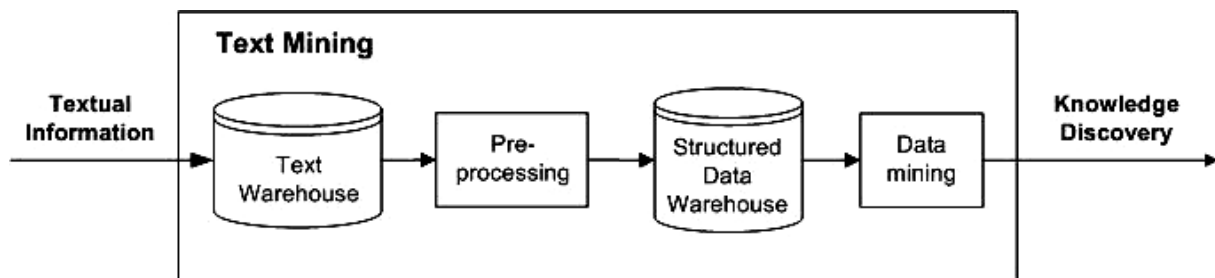 Text Mining
Textual
Information
Text
Warehouse
Pre-
processing
Structured
Data
Warehouse
Data
mining
Knowledge
Discovery